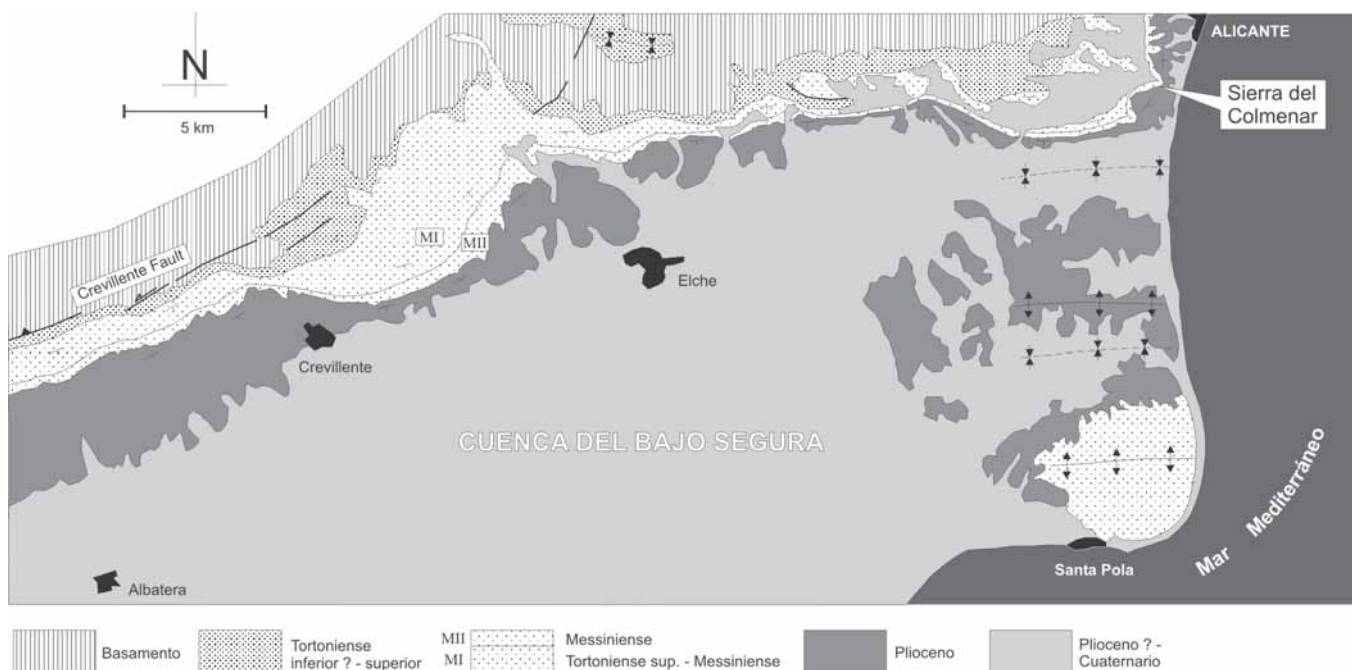 N
5 km
ALICANTE
Sierra del
Colmenar
MI
MII
Crevillente Fault
Elche
Crevillente
CUENCA DEL BAJO SEGURA
Mar Mediterráneo
Santa Pola
Albatera
Basamento
Tortoniense
inferior ? - superior
MII
MI
Messiniense
Tortoniense sup. - Messiniense
Plioceno
Plioceno ? -
Cuaternario